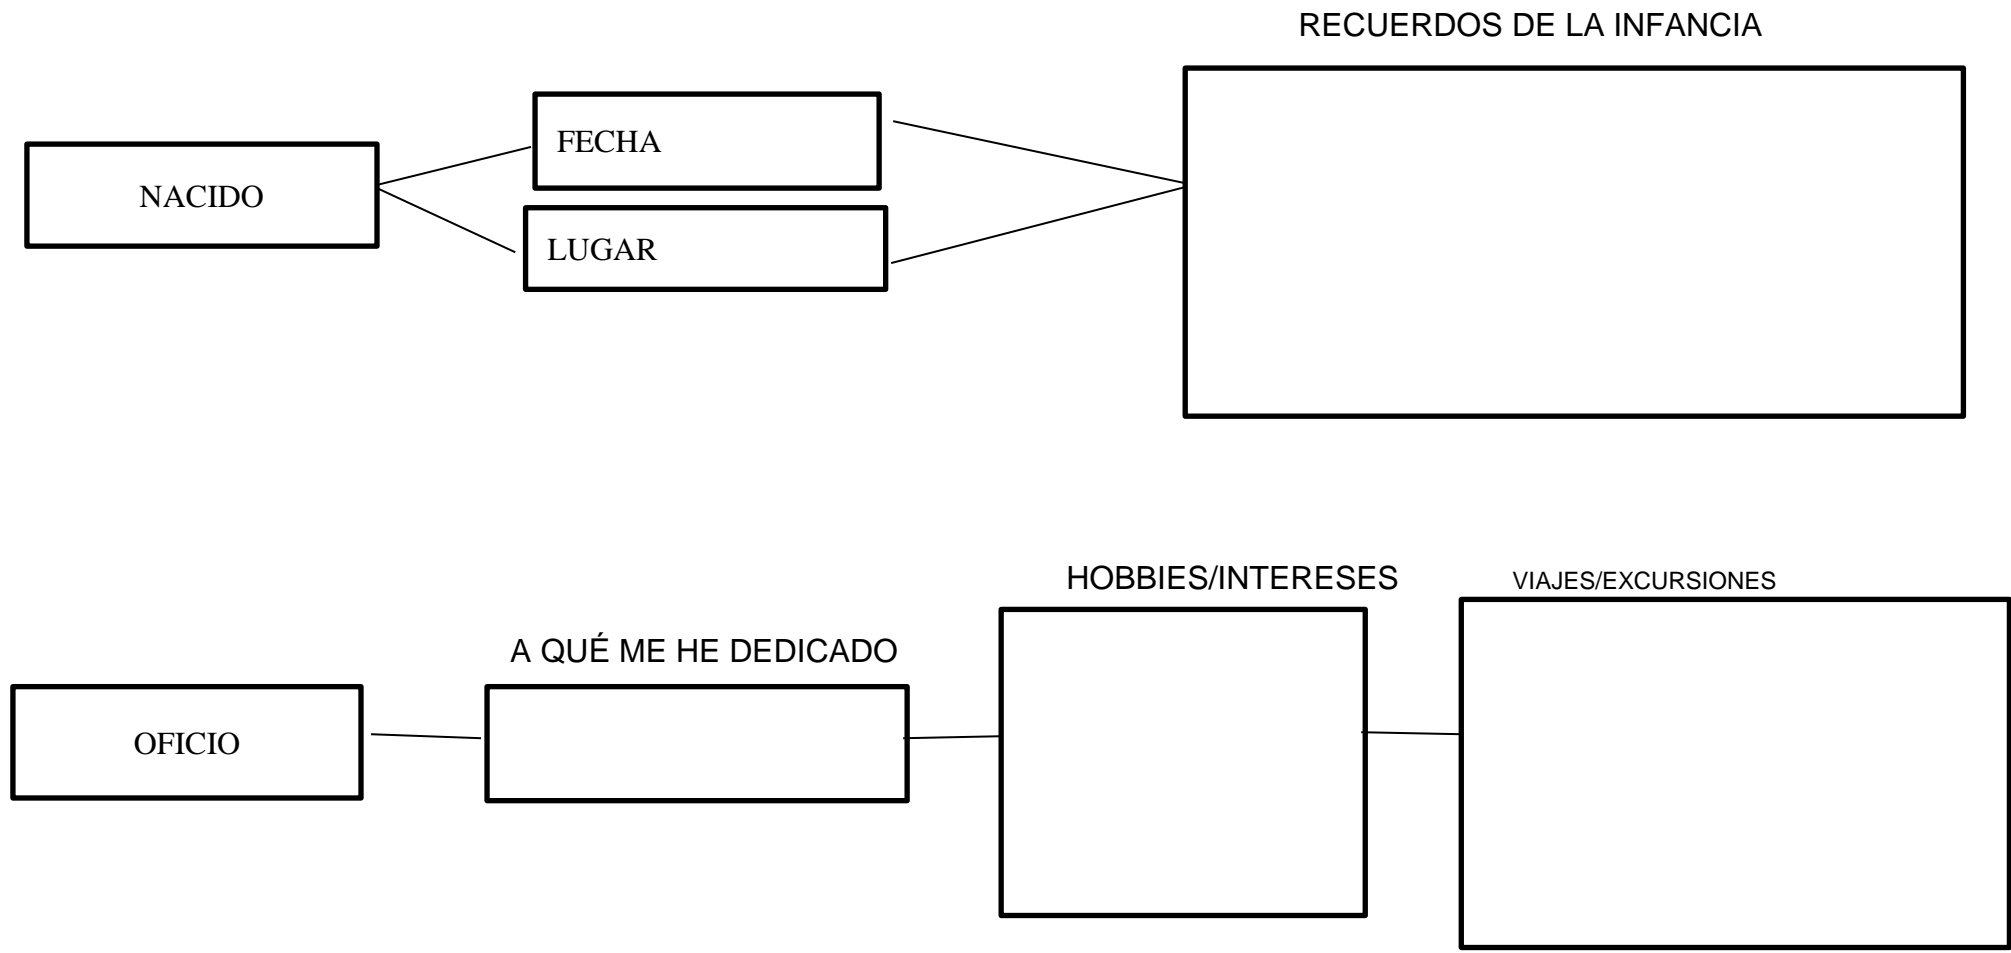 RECUERDOS DE LA INFANCIA
FECHA
NACIDO
LUGAR
HOBBIES/INTERESES
VIAJES/EXCURSIONES
A QUÉ ME HE DEDICADO
OFICIO